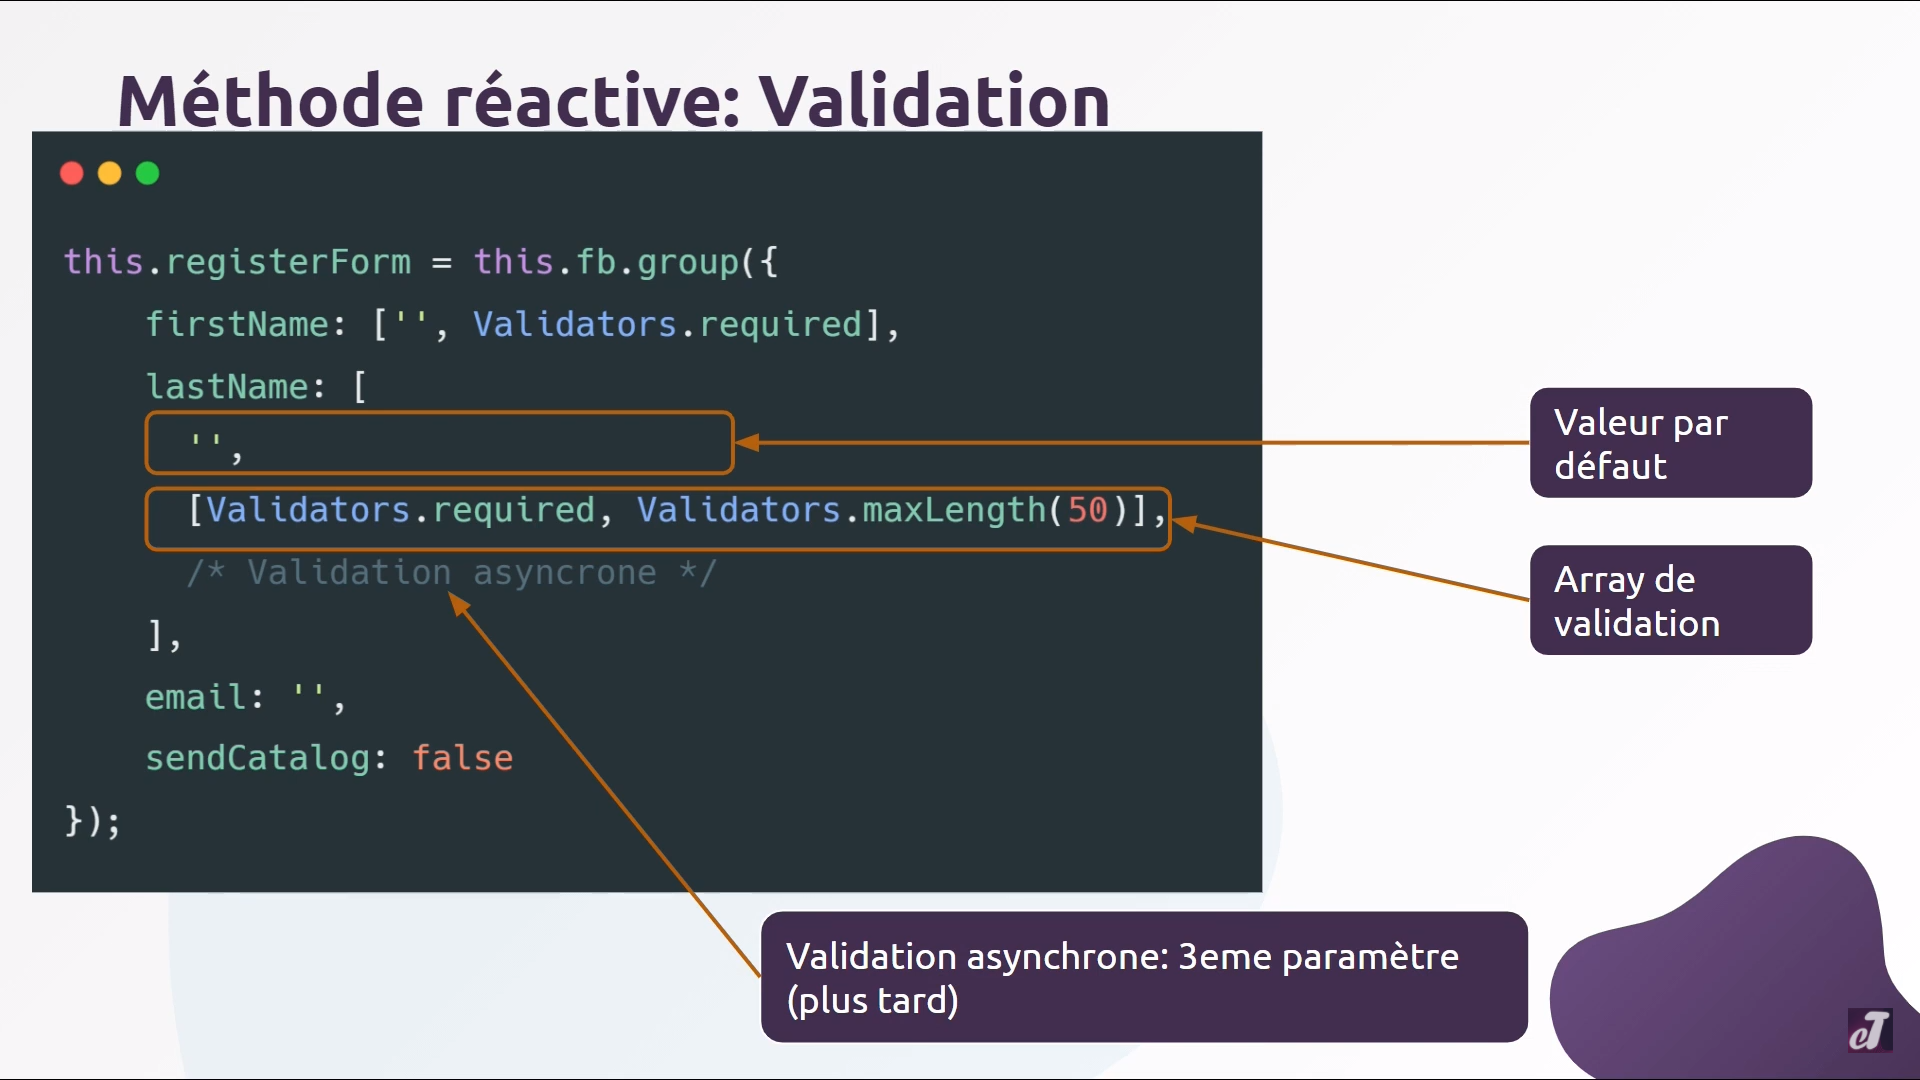 Méthode réactive: Validation
this.registerForm = this.fb.group({
firstName: ['', Validators.required],
lastName: [
'',
[Validators.required, Validators.maxLength(50)],
/* Validation asyncrone */
],
email: '',
sendCatalog: false
});
Valeur par
défaut
Array de
validation
Validation asynchrone: 3eme paramètre
(plus tard)
eT